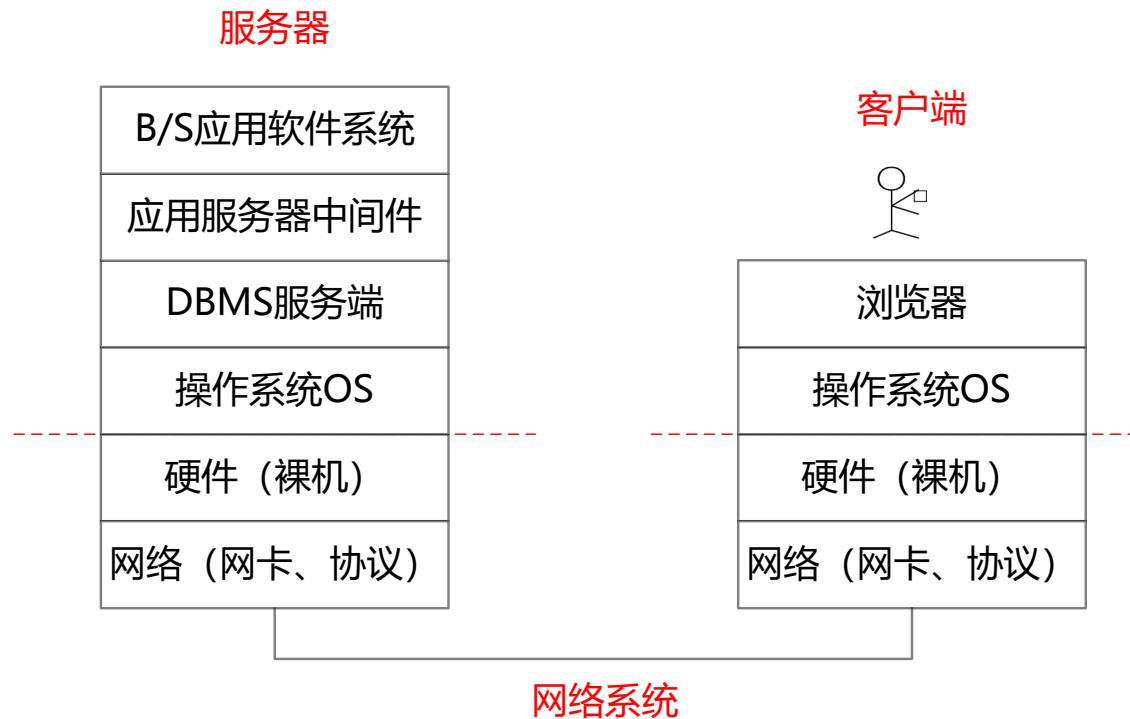 服务器
B/S应用软件系统
应用服务器中间件
DBMS服务端
操作系统OS
硬件（裸机）
网络（网卡、协议）
客户端
浏览器
操作系统OS
硬件（裸机）
网络（网卡、协议）
网络系统